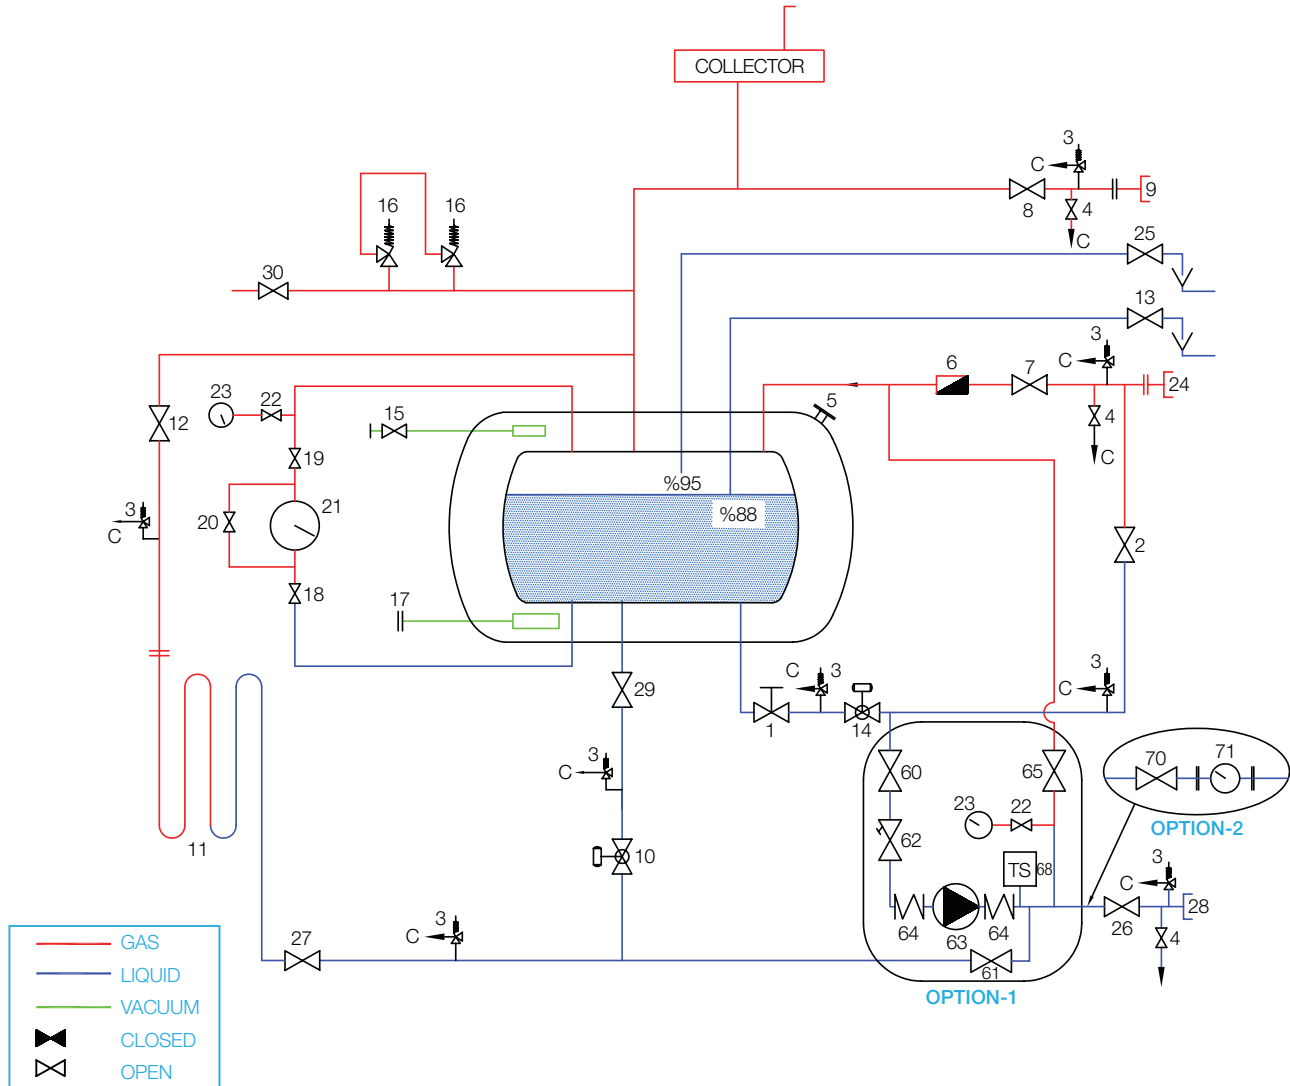 COLLECTOR
3
C
8
4
C
9
16
16
25
30
13
3
C
6
7
24
4
C
23
22
12
15
5
19
%95
%88
3
C
20
21
2
18
17
29
C
3
1
14
3
C
3
C
60
65
70
71
OPTION-2
23
22
62
10
TS
68
3
C
11
64
63
64
26
28
4
3
C
27
61
OPTION-1
GAS
LIQUID
VACUUM
CLOSED
OPEN